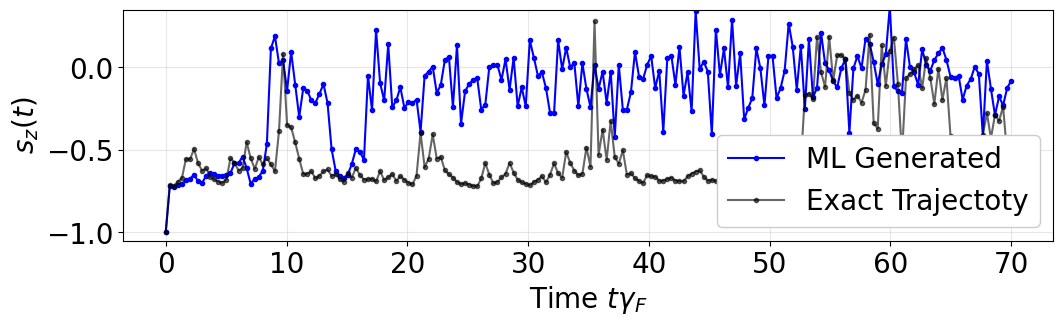 0.0
−0.5
−1.0
s_z(t)
ML Generated
Exact Trajectoty
0 10 20 30 40 50 60 70
Time tγ_F